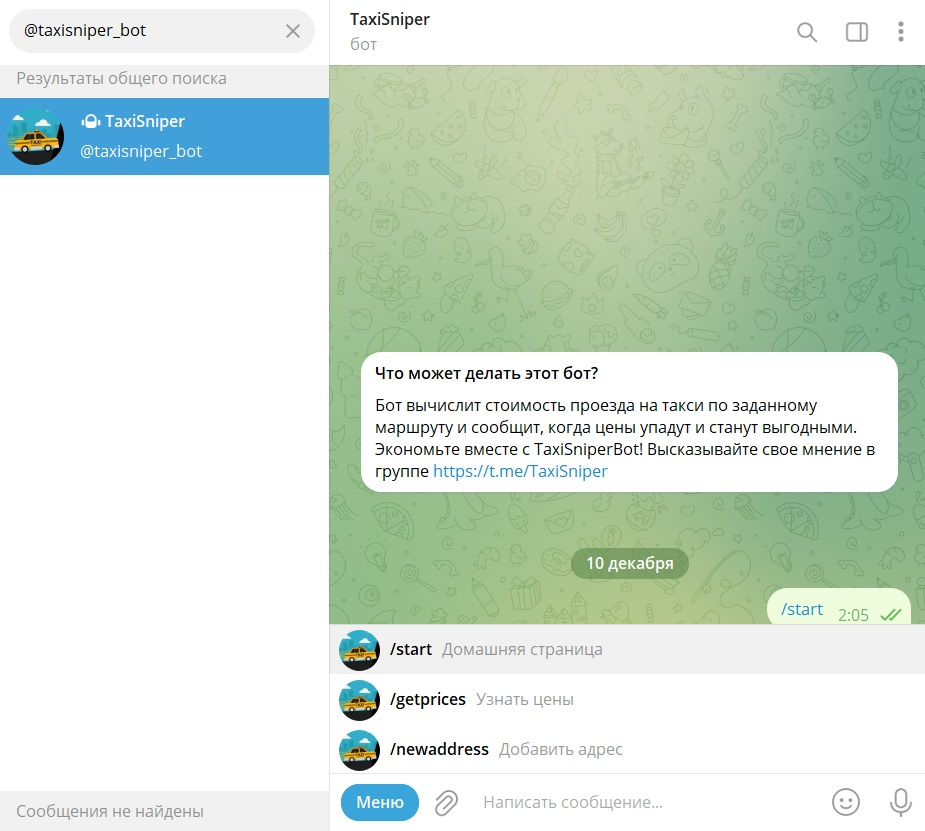 @taxisniper_bot
Результаты общего поиска
TaxiSniper
@taxisniper_bot
Сообщения не найдены
TaxiSniper
бот
Что может делать этот бот?
Бот вычислит стоимость проезда на такси по заданному
маршруту и сообщит, когда цены упадут и станут выгодными.
Экономьте вместе с TaxiSniperBot! Высказывайте свое мнение в
группе https://t.me/TaxiSniper
10 декабря
/start 2:05
/start Домашняя страница
/getprices Узнать цены
/newaddress Добавить адрес
Меню Написать сообщение...